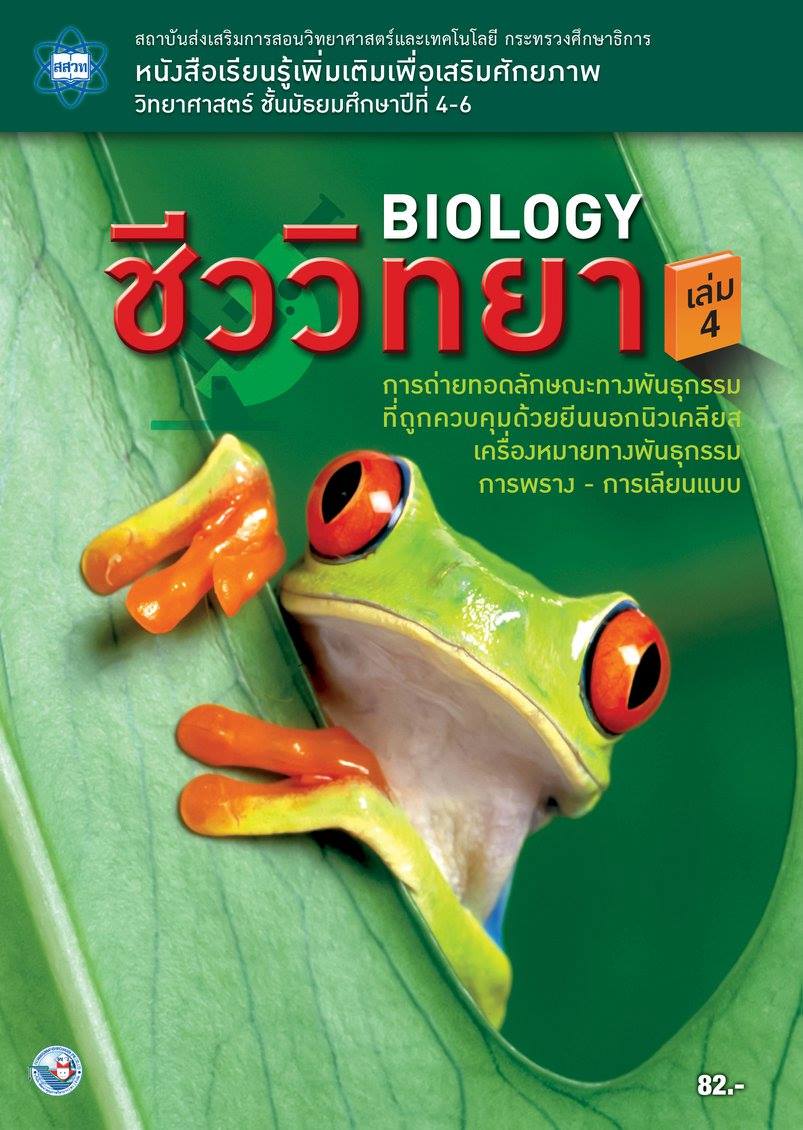 สสวท
สถาบันส่งเสริมการสอนวิทยาศาสตร์และเทคโนโลยี กระทรวงศึกษาธิการ
หนังสือเรียนรู้เพิ่มเติมเพื่อเสริมศักยภาพ
วิทยาศาสตร์ ชั้นมัธยมศึกษาปีที่ 4-6
BIOLOGY
ชีววิทยา
เล่ม
4
การถ่ายทอดลักษณะทางพันธุกรรม
ที่ถูกควบคุมด้วยยีนนอกนิวเคลียส
เครื่องหมายทางพันธุกรรม
การพราง - การเลียนแบบ
82.-